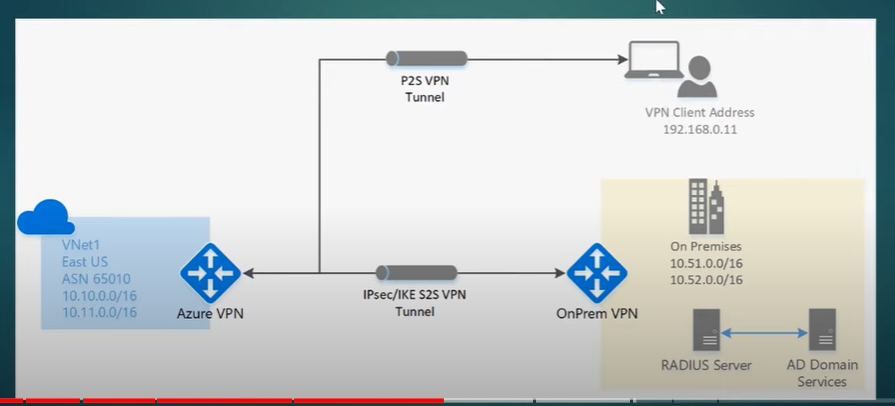 P2S VPN
Tunnel
VPN Client Address
192.168.0.11
VNet1
East US
ASN 65010
10.10.0.0/16
10.11.0.0/16
Azure VPN
IPsec/IKE S2S VPN
Tunnel
OnPrem VPN
On Premises
10.51.0.0/16
10.52.0.0/16
RADIUS Server
AD Domain
Services